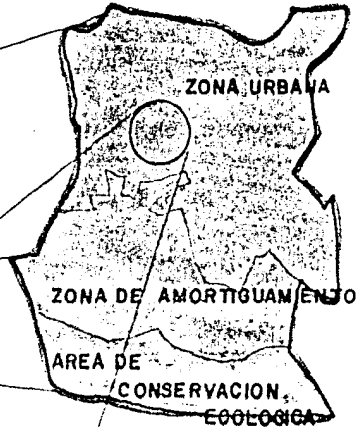 ZONA URBANA
ZONA DE AMORTIGUAMIENTO
AREA DE
CONSERVACION
ECOLOGICA